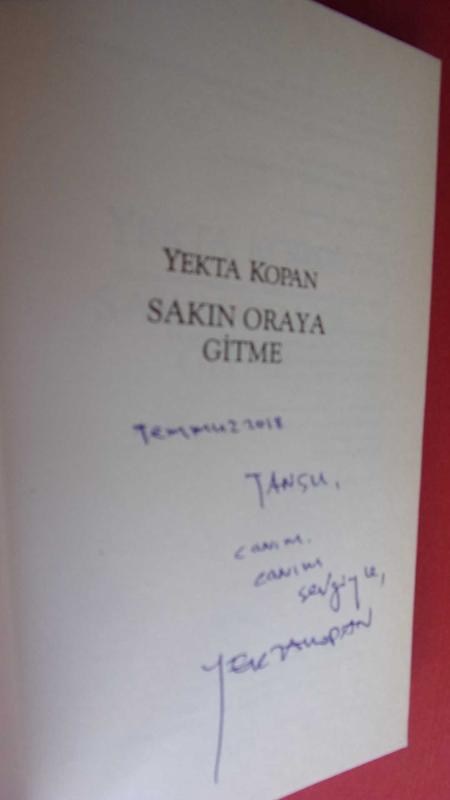 YEKTA KOPAN
SAKIN ORAYA
GİTME
Temmuz 2018
TANSU,
canım.
canım
sevgiyle,
YEKTA KOPAN